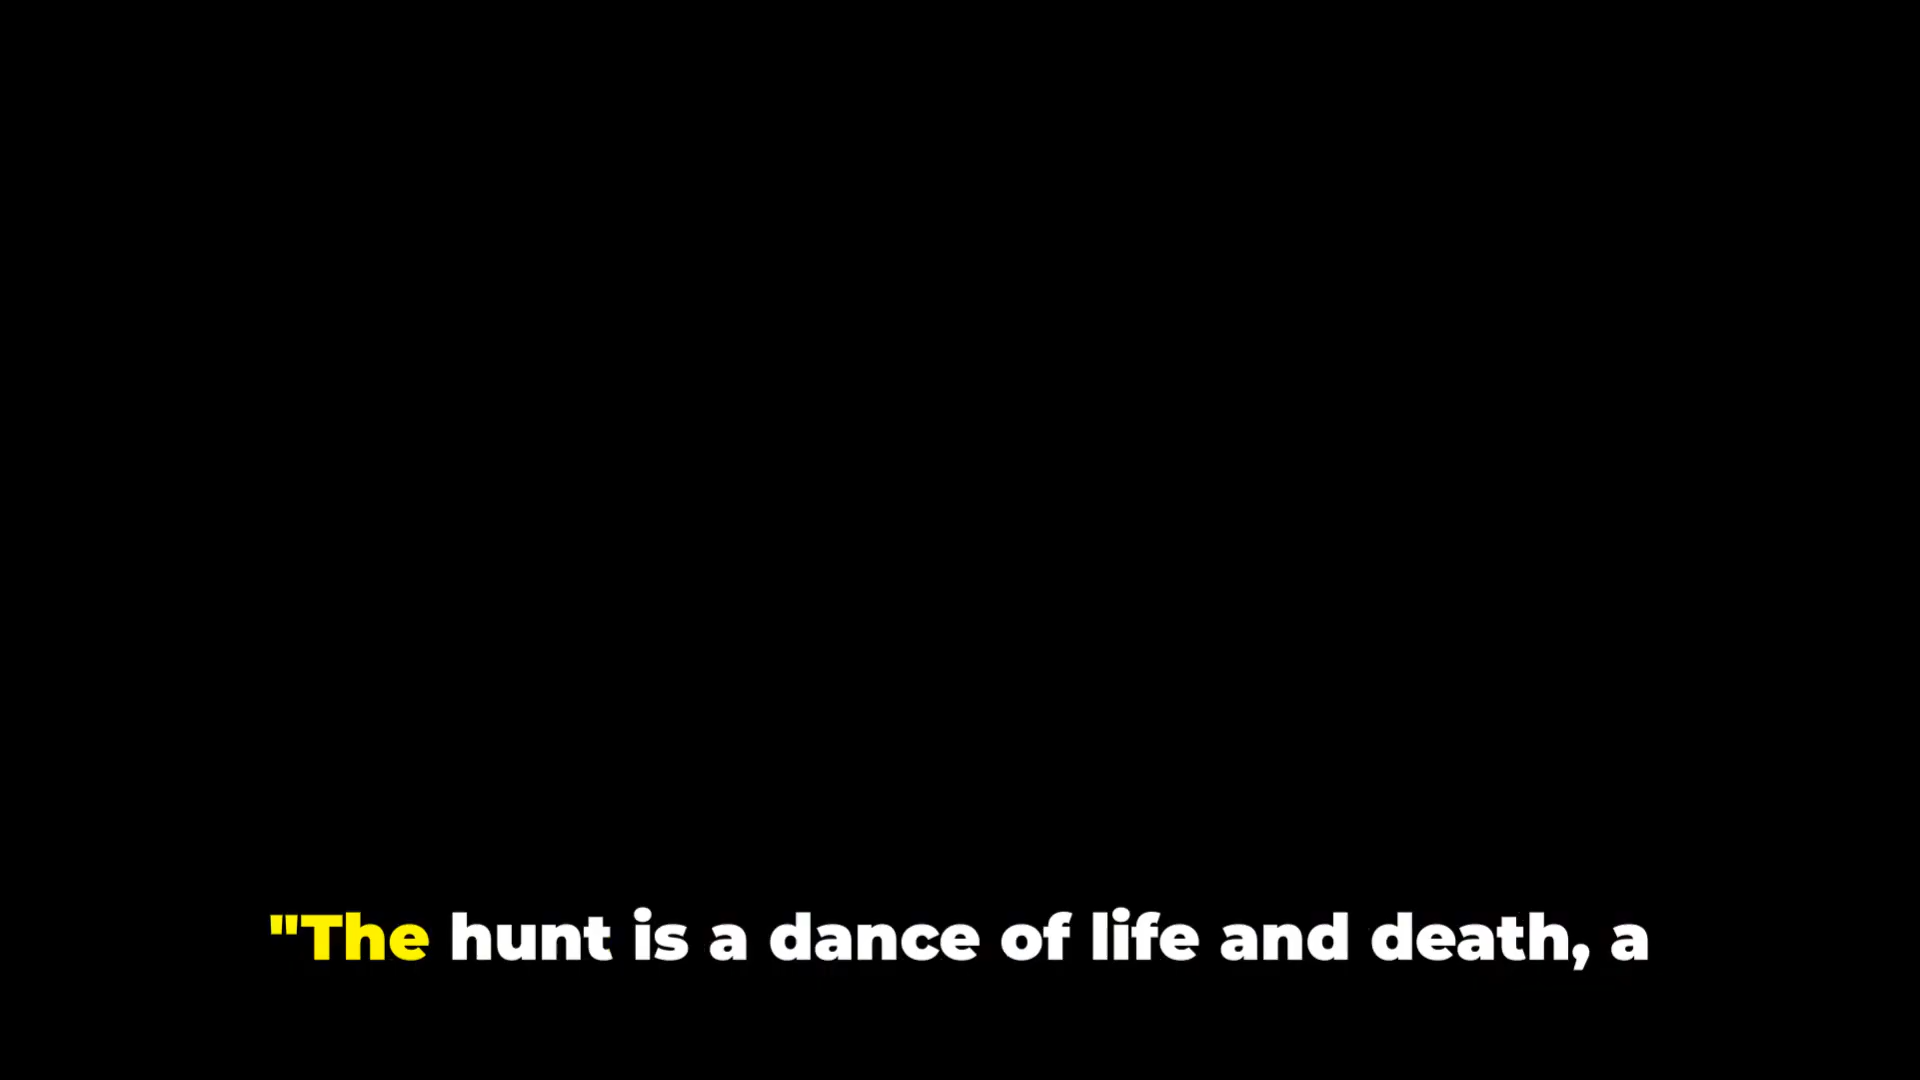 "The hunt is a dance of life and death, a